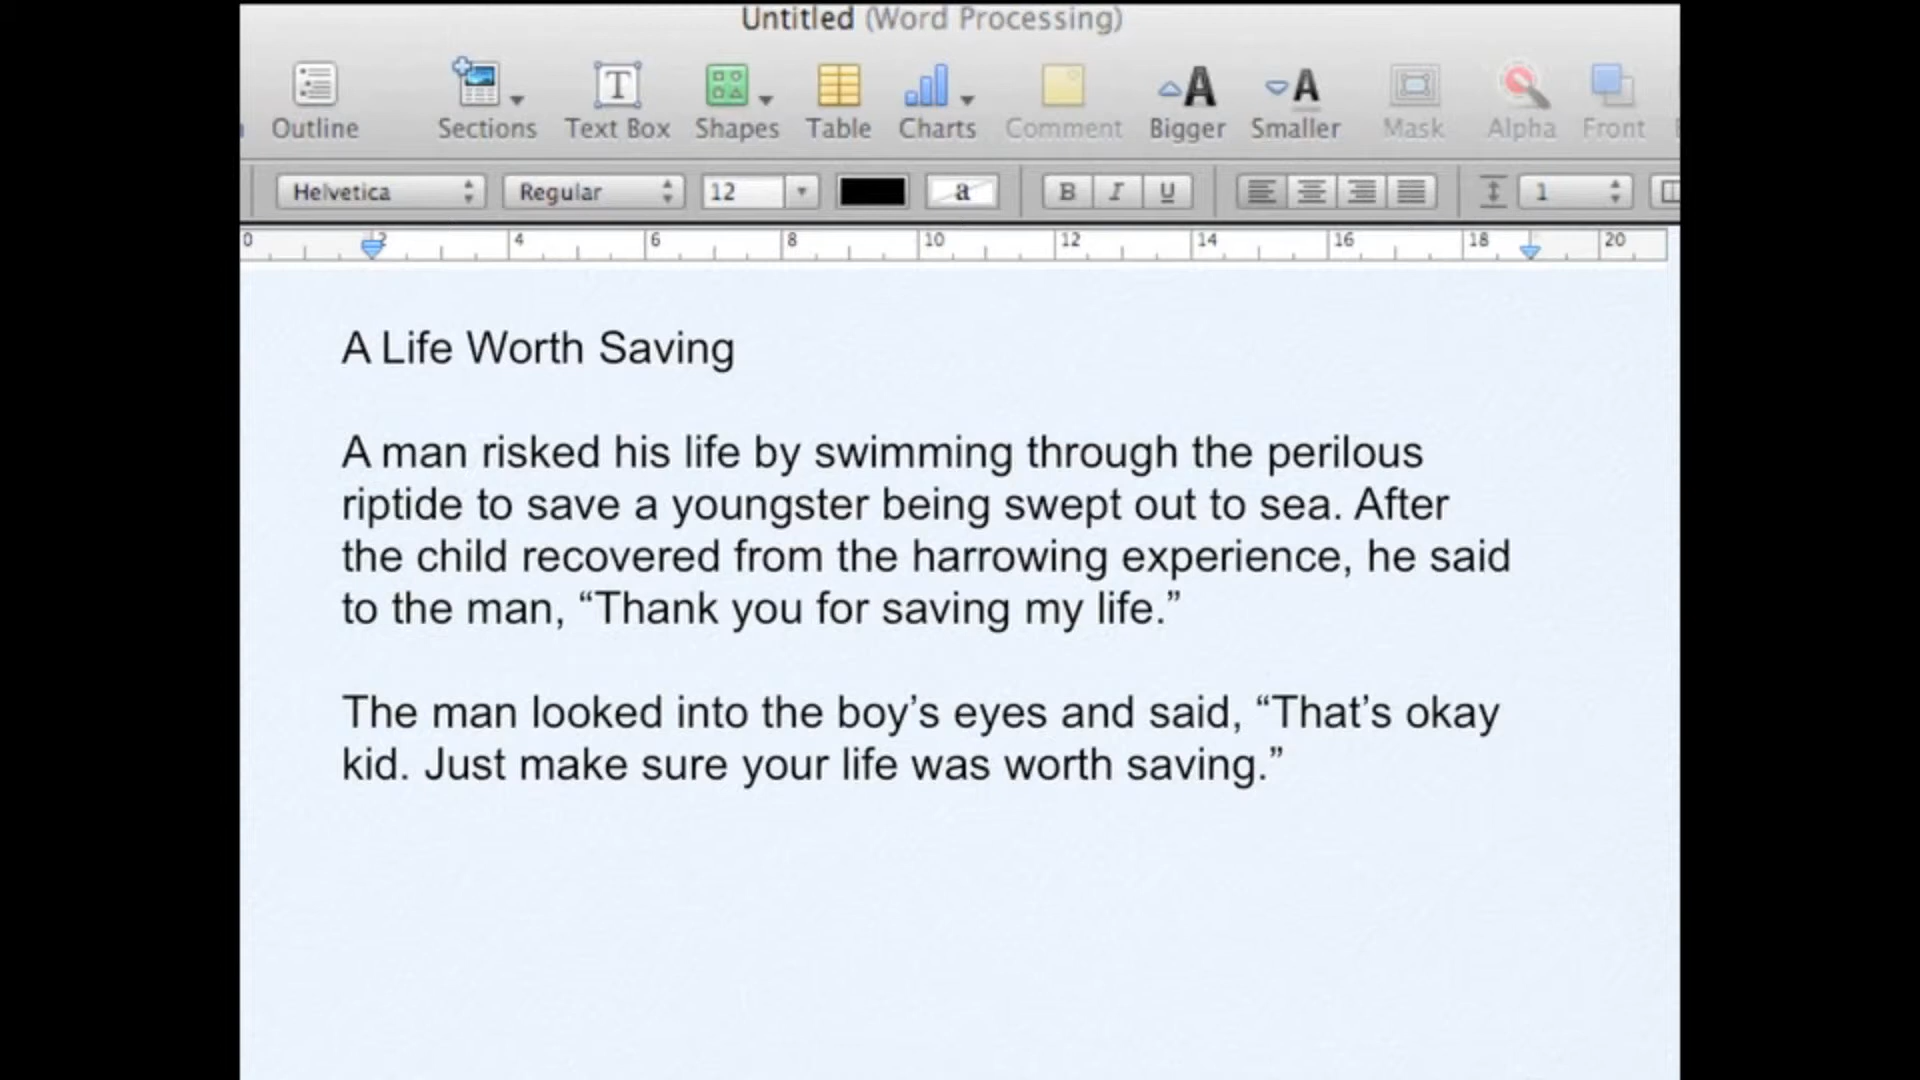 Untitled (Word Processing)
Outline Sections Text Box Shapes Table Charts Comment Bigger Smaller Mask Alpha Front
Helvetica Regular 12 a B I U 1
0 2 4 6 8 10 12 14 16 18 20
A Life Worth Saving
A man risked his life by swimming through the perilous
riptide to save a youngster being swept out to sea. After
the child recovered from the harrowing experience, he said
to the man, “Thank you for saving my life.”
The man looked into the boy’s eyes and said, “That’s okay
kid. Just make sure your life was worth saving.”